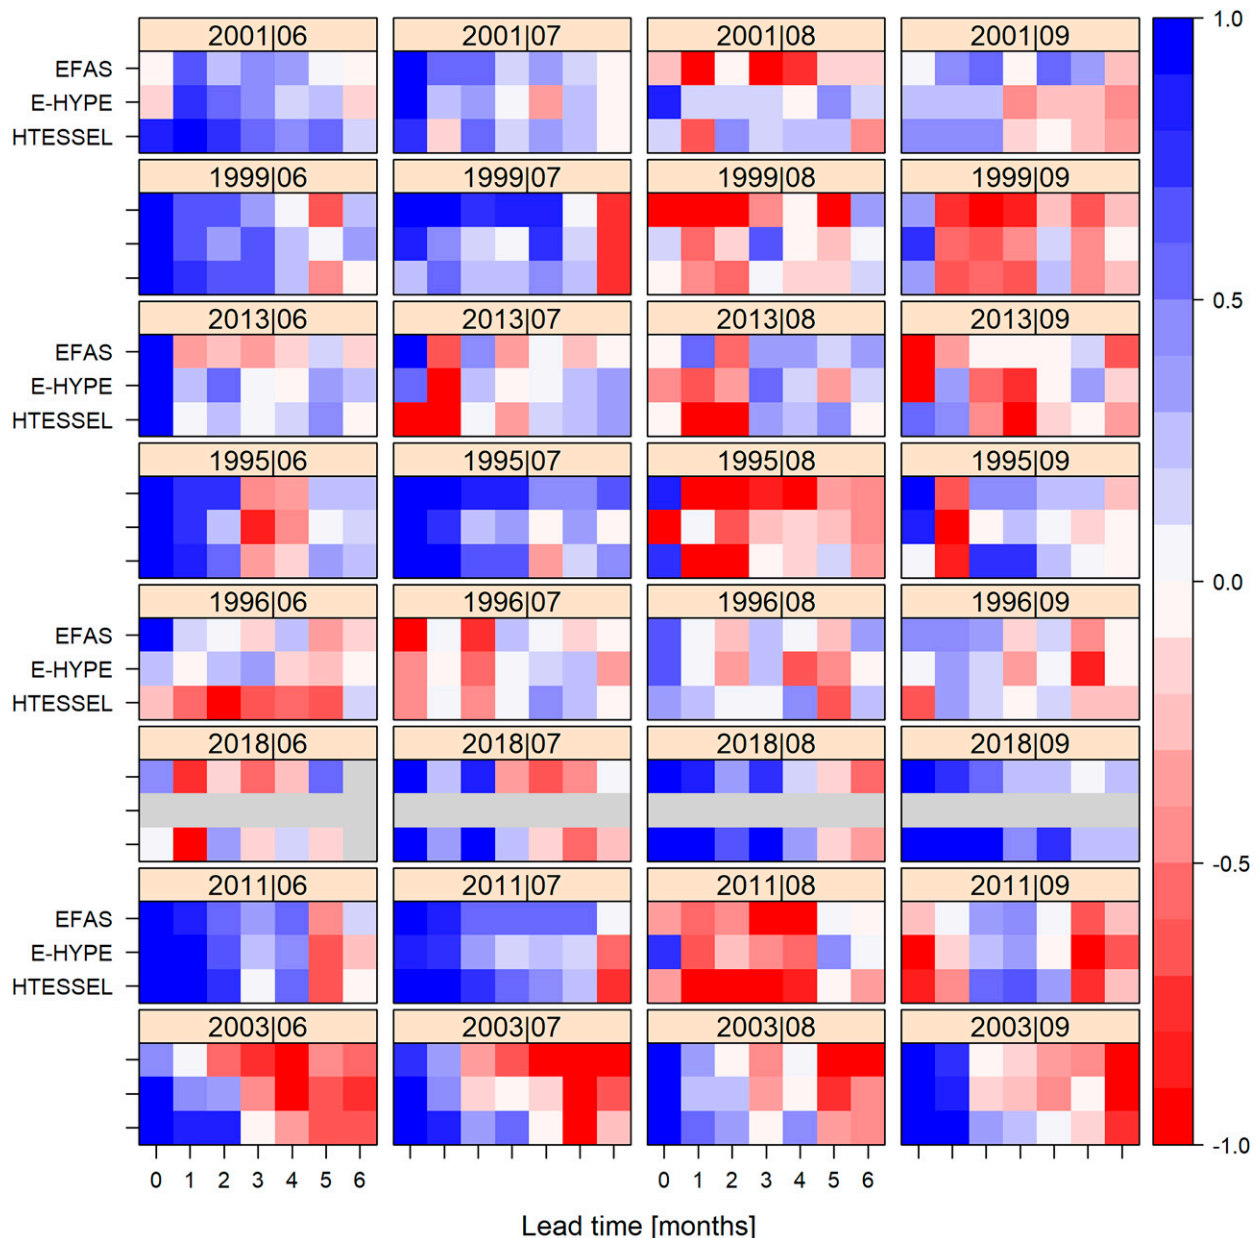 2001|06 2001|07 2001|08 2001|09 1.0
EFAS
E-HYPE
HTESSEL
1999|06 1999|07 1999|08 1999|09
0.5
2013|06 2013|07 2013|08 2013|09
EFAS
E-HYPE
HTESSEL
1995|06 1995|07 1995|08 1995|09
0.0
1996|06 1996|07 1996|08 1996|09
EFAS
E-HYPE
HTESSEL
2018|06 2018|07 2018|08 2018|09
-0.5
2011|06 2011|07 2011|08 2011|09
EFAS
E-HYPE
HTESSEL
2003|06 2003|07 2003|08 2003|09
-1.0
0 1 2 3 4 5 6 0 1 2 3 4 5 6
Lead time [months]